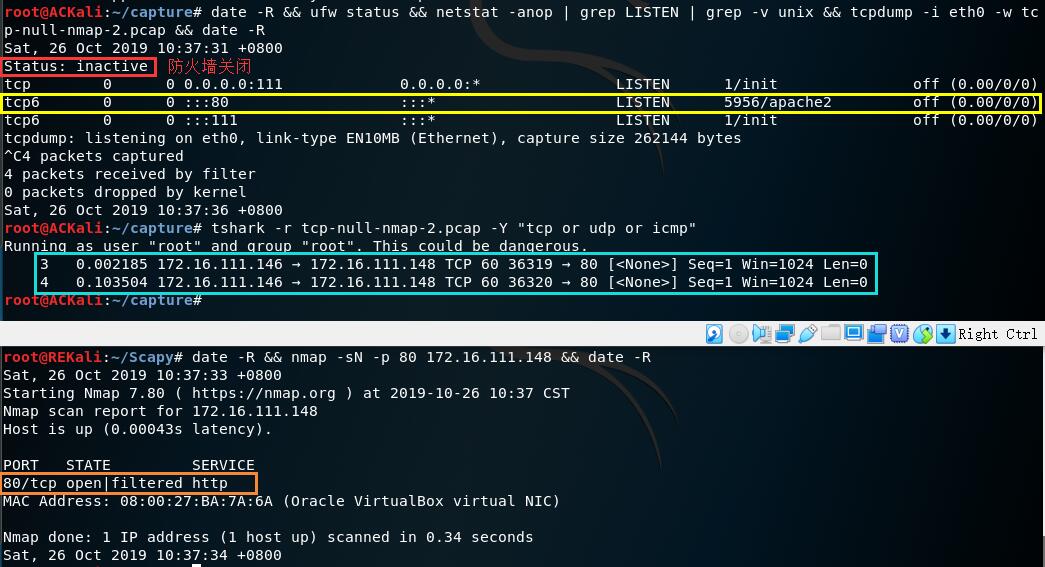 root@ACKali:~/capture# date -R && ufw status && netstat -anop | grep LISTEN | grep -v unix && tcpdump -i eth0 -w tc
p-null-nmap-2.pcap && date -R
Sat, 26 Oct 2019 10:37:31 +0800
Status: inactive 防火墙关闭
tcp 0 0 0.0.0.0:111 0.0.0.0:* LISTEN 1/init off (0.00/0/0)
tcp6 0 0 :::80 :::* LISTEN 5956/apache2 off (0.00/0/0)
tcp6 0 0 :::111 :::* LISTEN 1/init off (0.00/0/0)
tcpdump: listening on eth0, link-type EN10MB (Ethernet), capture size 262144 bytes
^C4 packets captured
4 packets received by filter
0 packets dropped by kernel
Sat, 26 Oct 2019 10:37:36 +0800
root@ACKali:~/capture# tshark -r tcp-null-nmap-2.pcap -Y "tcp or udp or icmp"
Running as user "root" and group "root". This could be dangerous.
3 0.002185 172.16.111.146 → 172.16.111.148 TCP 60 36319 → 80 [<None>] Seq=1 Win=1024 Len=0
4 0.103504 172.16.111.146 → 172.16.111.148 TCP 60 36320 → 80 [<None>] Seq=1 Win=1024 Len=0
root@ACKali:~/capture#
Right Ctrl
root@REKali:~/Scapy# date -R && nmap -sN -p 80 172.16.111.148 && date -R
Sat, 26 Oct 2019 10:37:33 +0800
Starting Nmap 7.80 ( https://nmap.org ) at 2019-10-26 10:37 CST
Nmap scan report for 172.16.111.148
Host is up (0.00043s latency).
PORT STATE SERVICE
80/tcp open|filtered http
MAC Address: 08:00:27:BA:7A:6A (Oracle VirtualBox virtual NIC)
Nmap done: 1 IP address (1 host up) scanned in 0.34 seconds
Sat, 26 Oct 2019 10:37:34 +0800